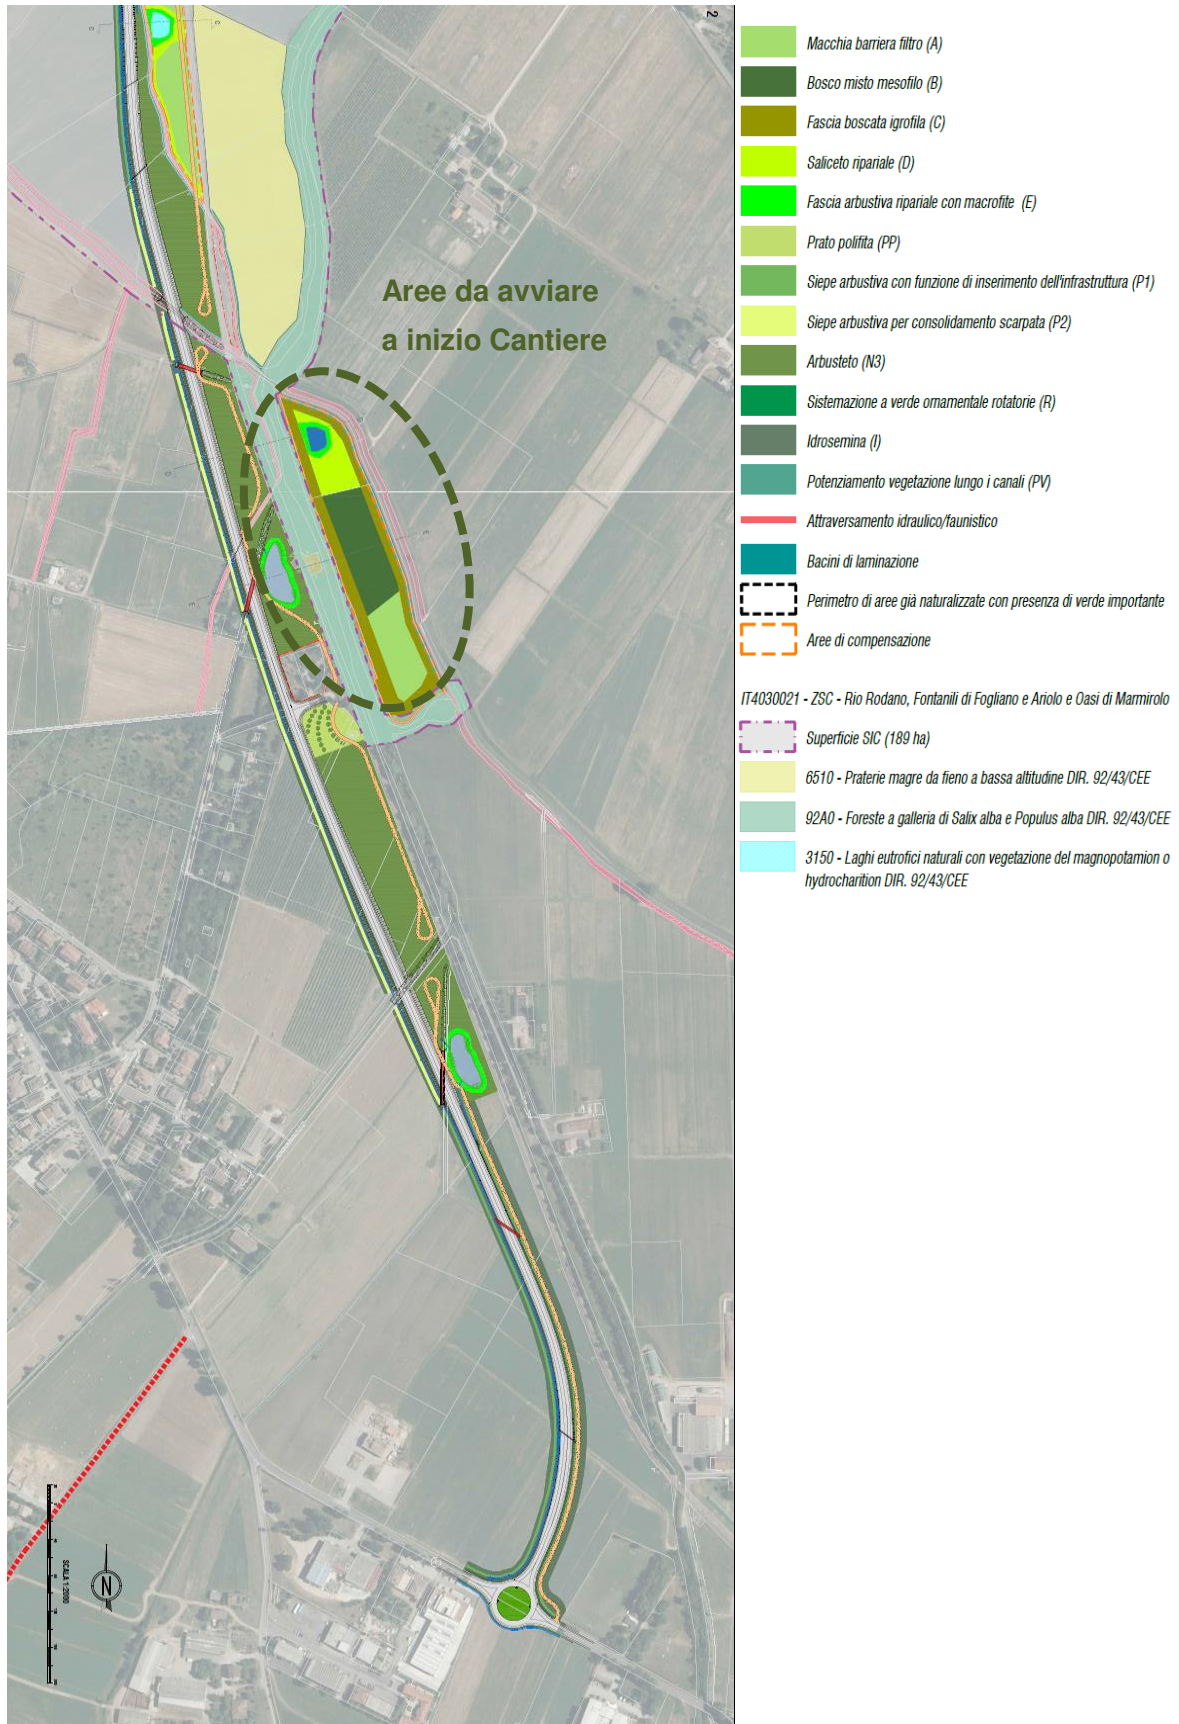 2
Aree da avviare
a inizio Cantiere
SCALA 1:2000
N
Macchia barriera filtro (A)
Bosco misto mesofilo (B)
Fascia boscata igrofila (C)
Saliceto ripariale (D)
Fascia arbustiva ripariale con macrofite (E)
Prato polifita (PP)
Siepe arbustiva con funzione di inserimento dell'infrastruttura (P1)
Siepe arbustiva per consolidamento scarpata (P2)
Arbusteto (N3)
Sistemazione a verde ornamentale rotatorie (R)
Idrosemina (I)
Potenziamento vegetazione lungo i canali (PV)
Attraversamento idraulico/faunistico
Bacini di laminazione
Perimetro di aree già naturalizzate con presenza di verde importante
Aree di compensazione
IT4030021 - ZSC - Rio Rodano, Fontanili di Fogliano e Ariolo e Oasi di Marmirolo
Superficie SIC (189 ha)
6510 - Praterie magre da fieno a bassa altitudine DIR. 92/43/CEE
92A0 - Foreste a galleria di Salix alba e Populus alba DIR. 92/43/CEE
3150 - Laghi eutrofici naturali con vegetazione del magnopotamion o
hydrocharition DIR. 92/43/CEE